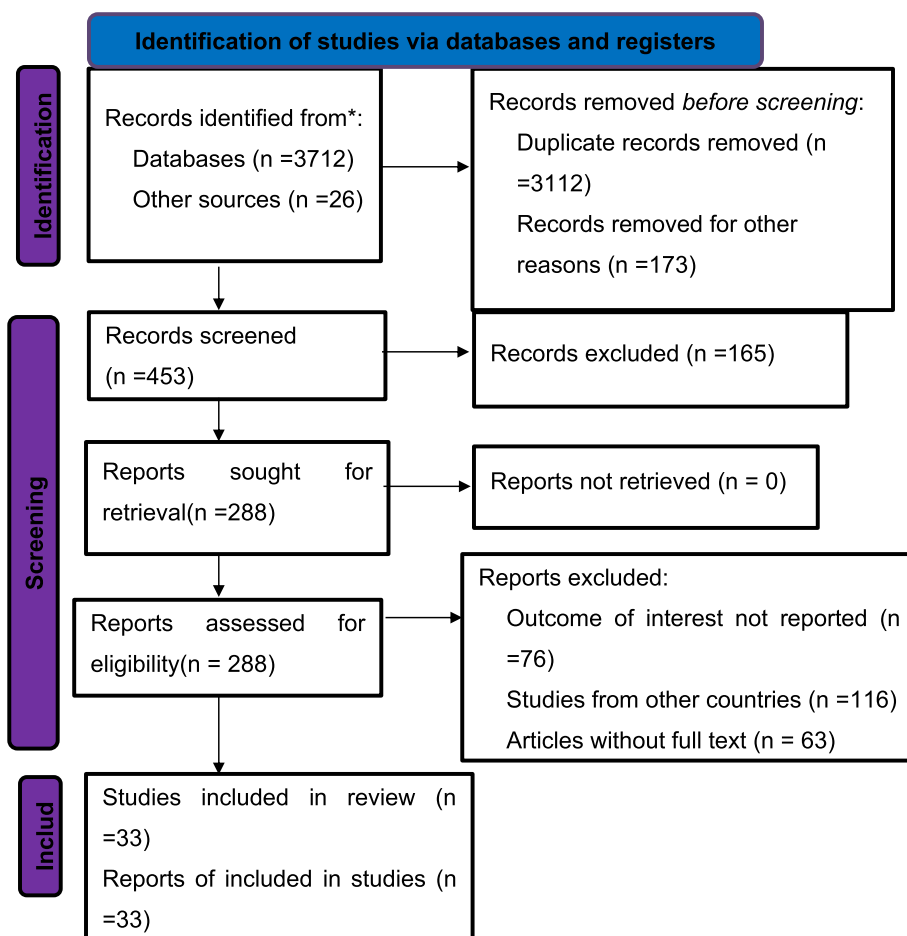 Identification of studies via databases and registers
Identification
Records identified from*:
Databases (n =3712)
Other sources (n =26)
Records removed before screening:
Duplicate records removed (n
=3112)
Records removed for other
reasons (n =173)
Screening
Records screened
(n =453)
Records excluded (n =165)
Reports sought for
retrieval(n =288)
Reports not retrieved (n = 0)
Reports assessed for
eligibility(n = 288)
Reports excluded:
Outcome of interest not reported (n
=76)
Studies from other countries (n =116)
Articles without full text (n = 63)
Includ
Studies included in review (n
=33)
Reports of included in studies (n
=33)